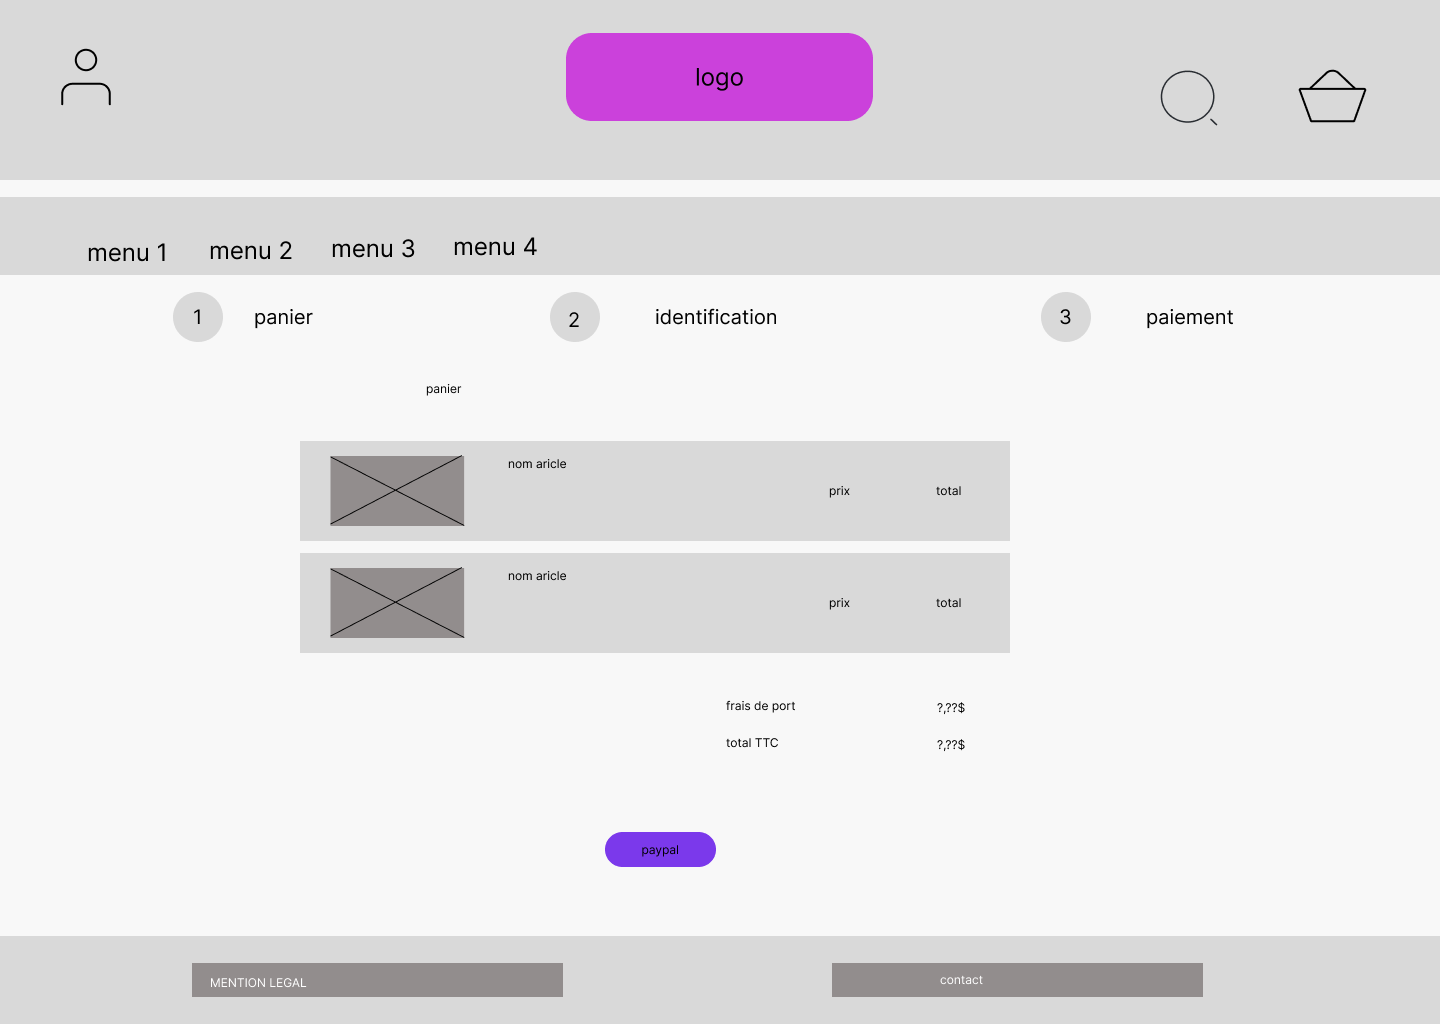 logo
menu 1 menu 2 menu 3 menu 4
1 panier 2 identification 3 paiement
panier
nom aricle
prix total
nom aricle
prix total
frais de port ?,??$
total TTC ?,??$
paypal
MENTION LEGAL contact